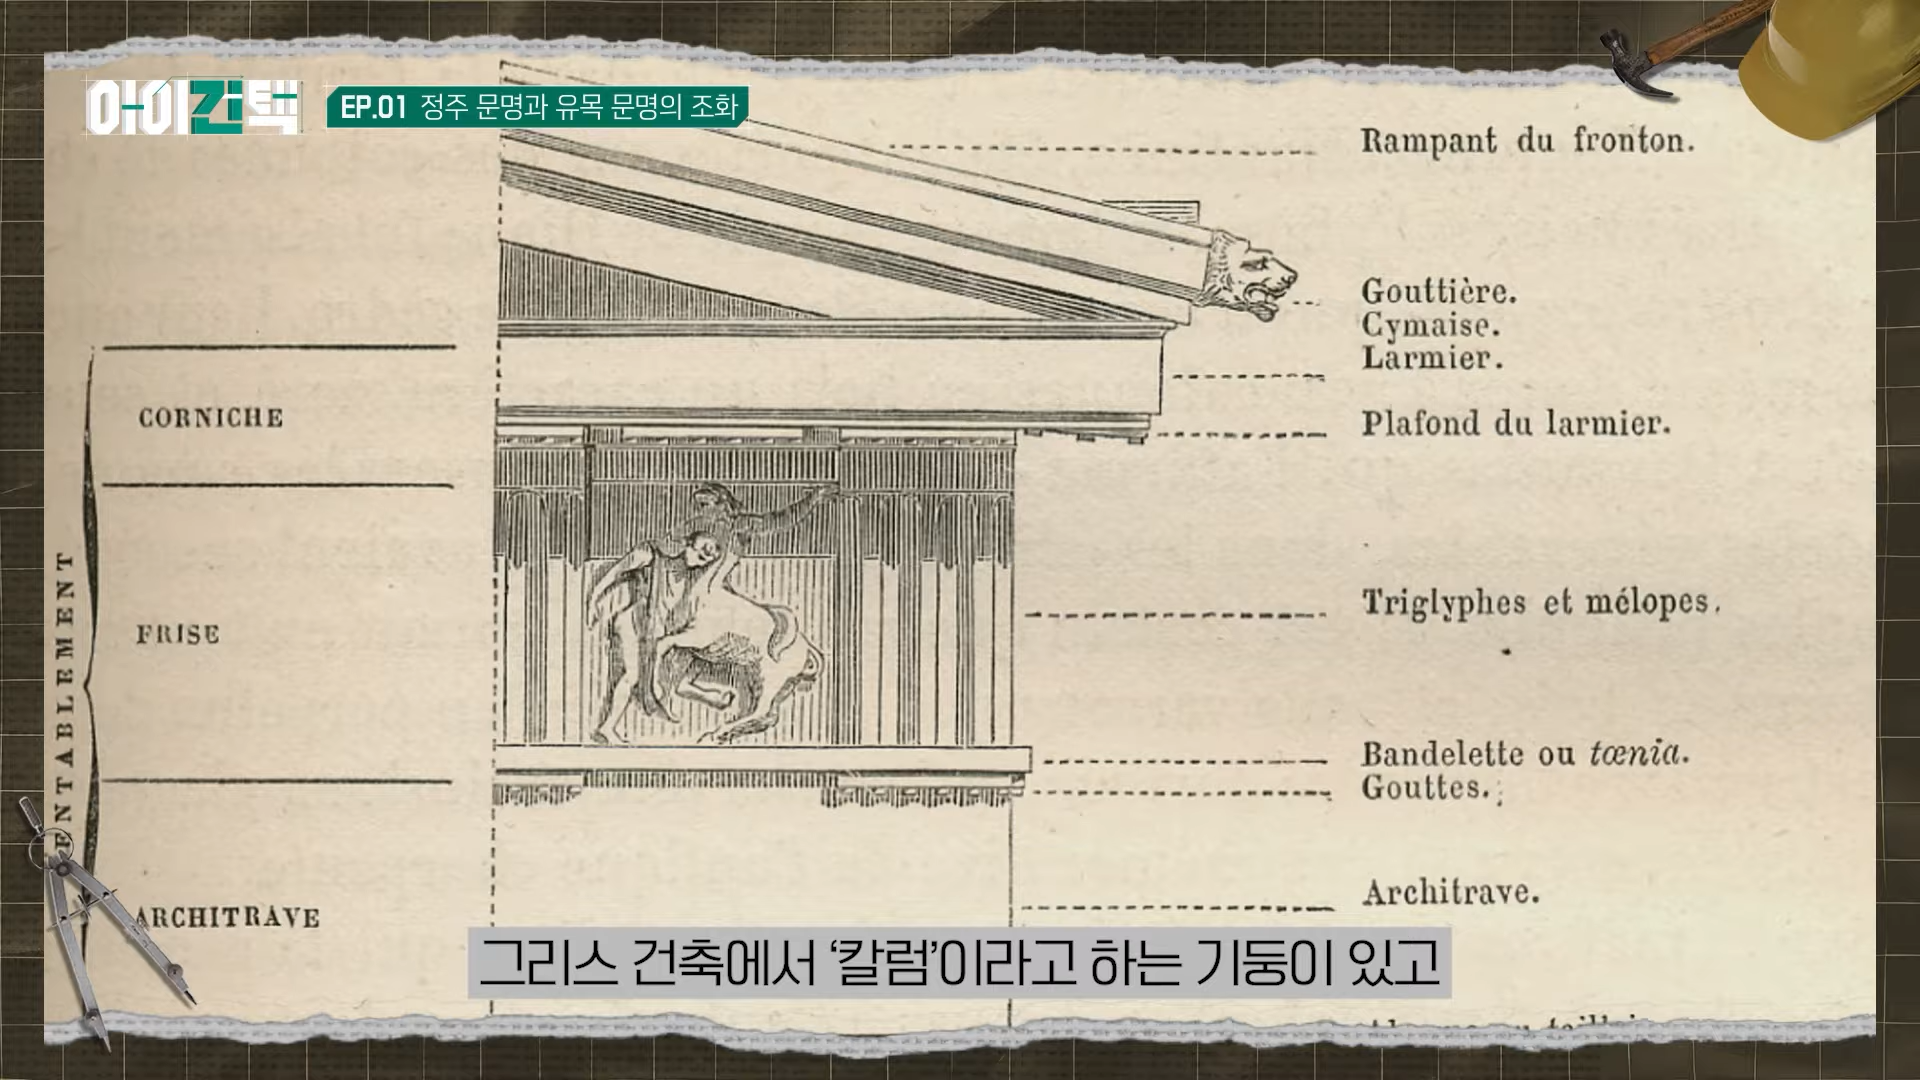 아이건택
EP.01 정주 문명과 유목 문명의 조화
Rampant du fronton.
Gouttière.
Cymaise.
Larmier.
CORNICHE
Plafond du larmier.
ENTABLEMENT
FRISE
Triglyphes et mélopes.
Bandelette ou tœnia.
Gouttes.
Architrave.
ARCHITRAVE
그리스 건축에서 ‘칼럼’이라고 하는 기둥이 있고